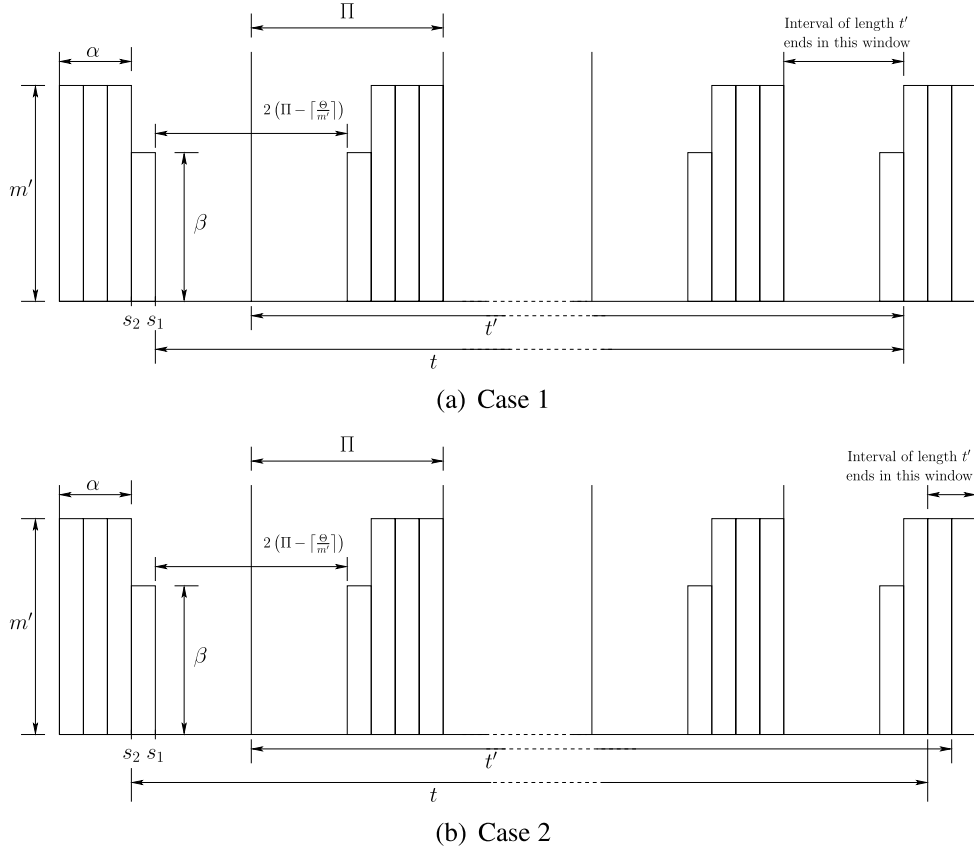 Π
Interval of length t′
ends in this window
α
2 (Π − ⌈Θ/m′⌉)
m′
β
s₂ s₁
t′
t
(a) Case 1
Π
Interval of length t′
ends in this window
α
2 (Π − ⌈Θ/m′⌉)
m′
β
s₂ s₁
t′
t
(b) Case 2